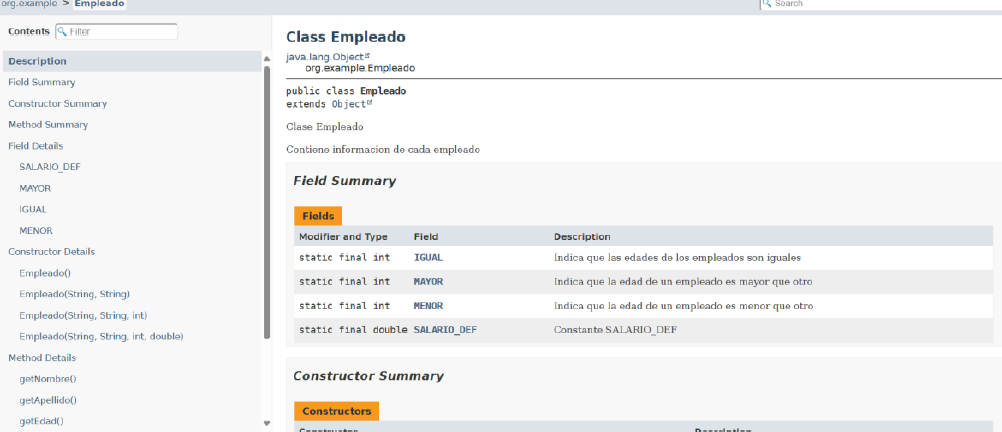 org.example > Empleado
Search
Contents Filter
Description
Field Summary
Constructor Summary
Method Summary
Field Details
SALARIO_DEF
MAYOR
IGUAL
MENOR
Constructor Details
Empleado()
Empleado(String, String)
Empleado(String, String, int)
Empleado(String, String, int, double)
Method Details
getNombre()
getApellido()
getEdad()
Class Empleado
java.lang.Object
org.example.Empleado
public class Empleado
extends Object
Clase Empleado
Contiene informacion de cada empleado
Field Summary
Fields
Modifier and Type Field Description
static final int IGUAL Indica que las edades de los empleados son iguales
static final int MAYOR Indica que la edad de un empleado es mayor que otro
static final int MENOR Indica que la edad de un empleado es menor que otro
static final double SALARIO_DEF Constante SALARIO_DEF
Constructor Summary
Constructors
Constructor Description